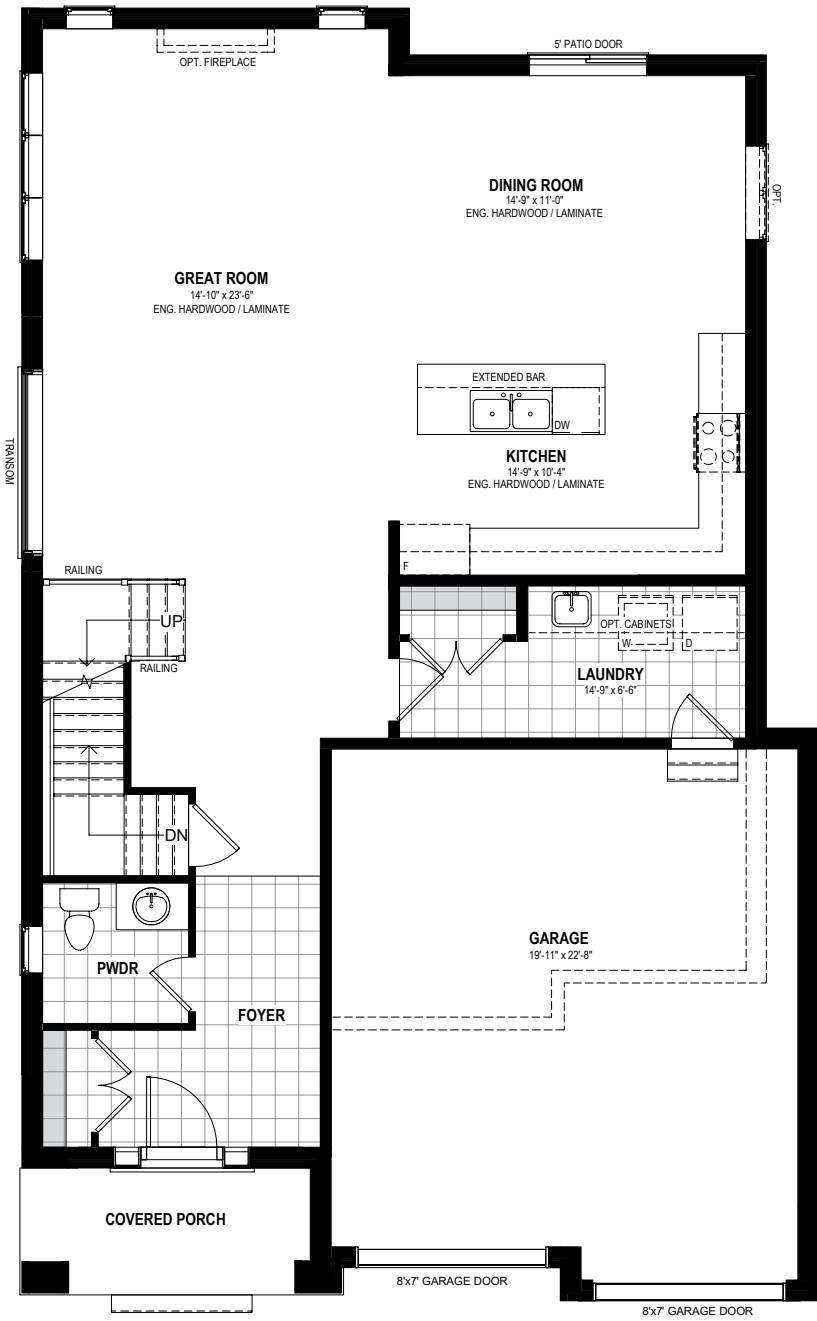 5' PATIO DOOR
OPT. FIREPLACE
DINING ROOM
14'-9" x 11'-0"
ENG. HARDWOOD / LAMINATE
OPT.
GREAT ROOM
14'-10" x 23'-6"
ENG. HARDWOOD / LAMINATE
EXTENDED BAR
DW
TRANSOM
KITCHEN
14'-9" x 10'-4"
ENG. HARDWOOD / LAMINATE
F
RAILING
UP
RAILING
OPT. CABINETS
W
D
LAUNDRY
14'-9" x 6'-6"
DN
GARAGE
19'-11" x 22'-8"
PWDR
FOYER
COVERED PORCH
8'x7' GARAGE DOOR
8'x7' GARAGE DOOR